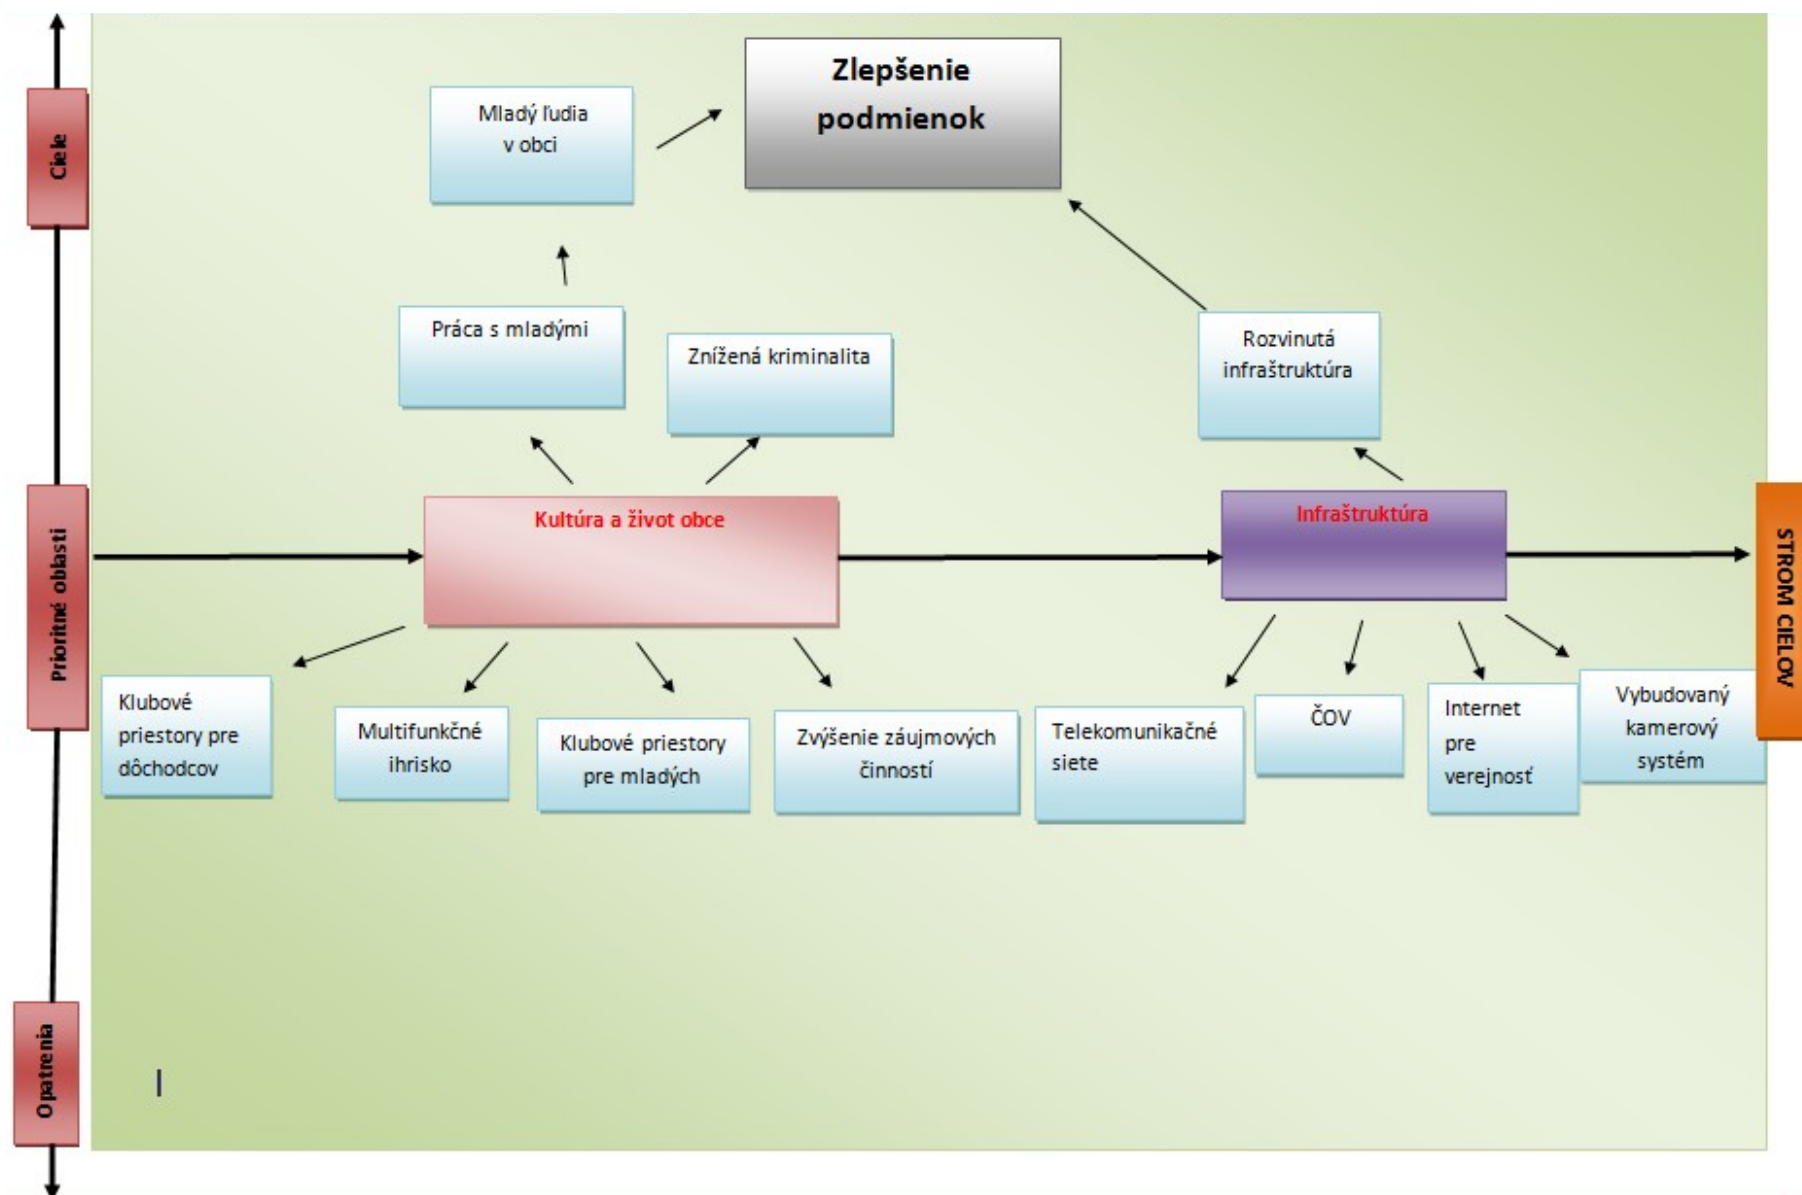 Zlepšenie
podmienok
Mladý ľudia
v obci
Ciele
Práca s mladými
Znížená kriminalita
Rozvinutá
infraštruktúra
Prioritné oblasti
Kultúra a život obce
Infraštruktúra
STROM CIELOV
Klubové
priestory pre
dôchodcov
Multifunkčné
ihrisko
Klubové priestory
pre mladých
Zvýšenie záujmových
činností
Telekomunikačné
siete
ČOV
Internet
pre
verejnosť
Vybudovaný
kamerový
systém
Opatrenia